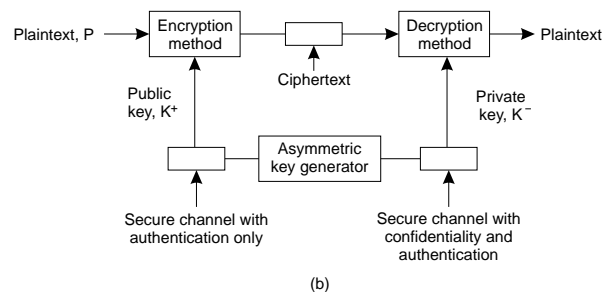 Plaintext, P
Encryption
method
Ciphertext
Decryption
method
Plaintext
Public
key, K⁺
Private
key, K⁻
Asymmetric
key generator
Secure channel with
authentication only
Secure channel with
confidentiality and
authentication
(b)